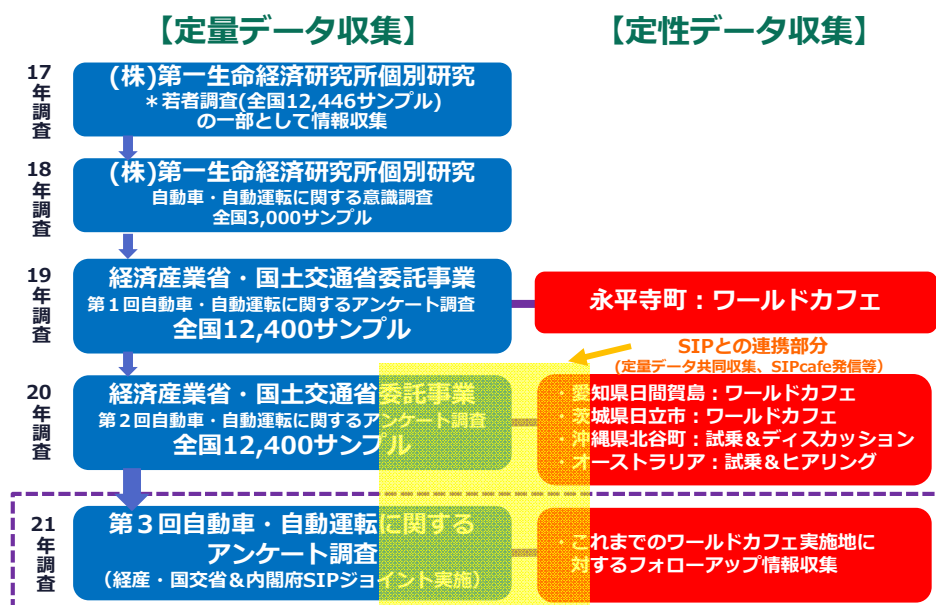 【定量データ収集】
【定性データ収集】
17年調査
(株)第一生命経済研究所個別研究
＊若者調査(全国12,446サンプル)
の一部として情報収集
18年調査
(株)第一生命経済研究所個別研究
自動車・自動運転に関する意識調査
全国3,000サンプル
19年調査
経済産業省・国土交通省委託事業
第１回自動車・自動運転に関するアンケート調査
全国12,400サンプル
永平寺町：ワールドカフェ
SIPとの連携部分
(定量データ共同収集、SIPcafe発信等)
20年調査
経済産業省・国土交通省委託事業
第２回自動車・自動運転に関するアンケート調査
全国12,400サンプル
・愛知県日間賀島：ワールドカフェ
・茨城県日立市：ワールドカフェ
・沖縄県北谷町：試乗＆ディスカッション
・オーストラリア：試乗＆ヒアリング
21年調査
第３回自動車・自動運転に関する
アンケート調査
（経産・国交省＆内閣府SIPジョイント実施）
・これまでのワールドカフェ実施地に
対するフォローアップ情報収集